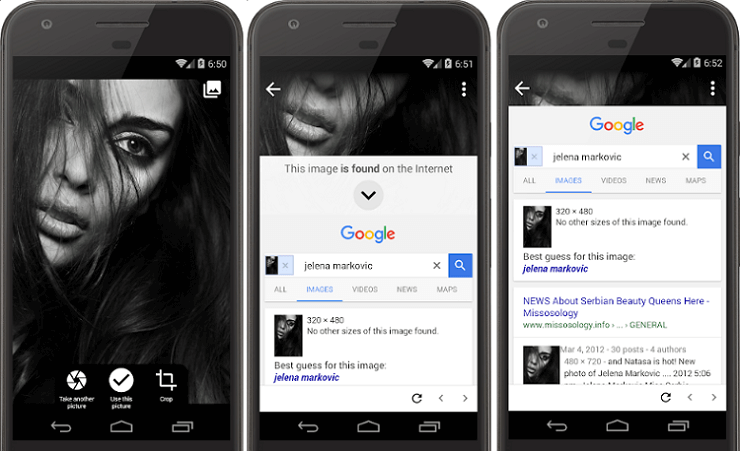 6:50
Take another
picture
Use this
picture
Crop
6:51
This image is found on the Internet
Google
jelena markovic
ALL IMAGES VIDEOS NEWS MAPS
320 × 480
No other sizes of this image found.
Best guess for this image:
jelena markovic
6:52
Google
jelena markovic
ALL IMAGES VIDEOS NEWS MAPS
320 × 480
No other sizes of this image found.
Best guess for this image:
jelena markovic
NEWS About Serbian Beauty Queens Here -
Missosology
www.missosology.info › ... › GENERAL
Mar 4, 2012 - 30 posts - 4 authors
480 × 720 - and Natasa is hot! New
photo of Jelena Markovic .... 2012 5:06